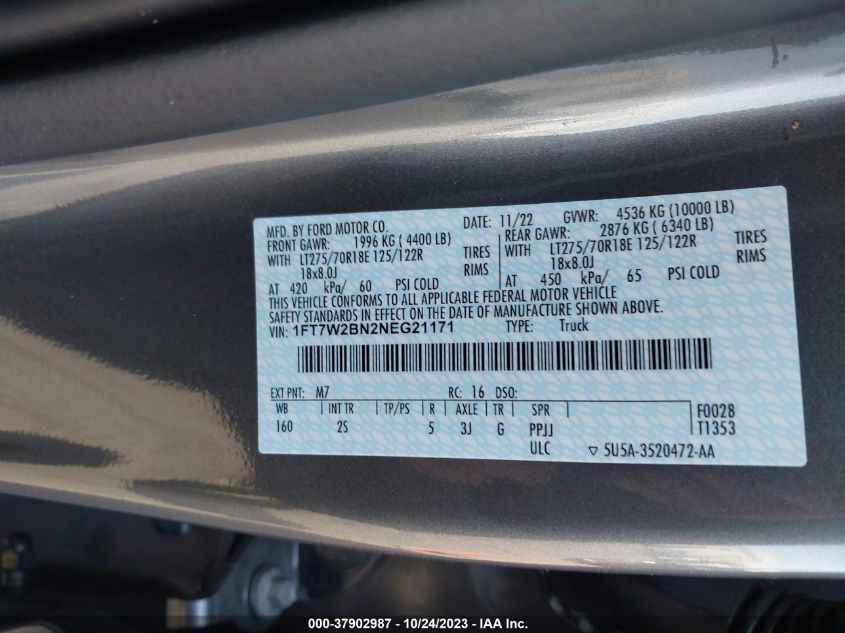 MFD. BY FORD MOTOR CO. DATE: 11/22 GVWR: 4536 KG (10000 LB)
FRONT GAWR: 1996 KG ( 4400 LB) REAR GAWR: 2876 KG ( 6340 LB)
WITH LT275/70R18E 125/122R TIRES WITH LT275/70R18E 125/122R TIRES
18x8.0J RIMS 18x8.0J RIMS
AT 420 kPa/ 60 PSI COLD AT 450 kPa/ 65 PSI COLD
THIS VEHICLE CONFORMS TO ALL APPLICABLE FEDERAL MOTOR VEHICLE
SAFETY STANDARDS IN EFFECT ON THE DATE OF MANUFACTURE SHOWN ABOVE.
VIN: 1FT7W2BN2NEG21171 TYPE: Truck
EXT PNT: M7 RC: 16 DSO:
WB INT TR TP/PS R AXLE TR SPR F0028
160 2S 5 3J G PPJJ T1353
ULC 5U5A-3520472-AA
000-37902987 - 10/24/2023 - IAA Inc.